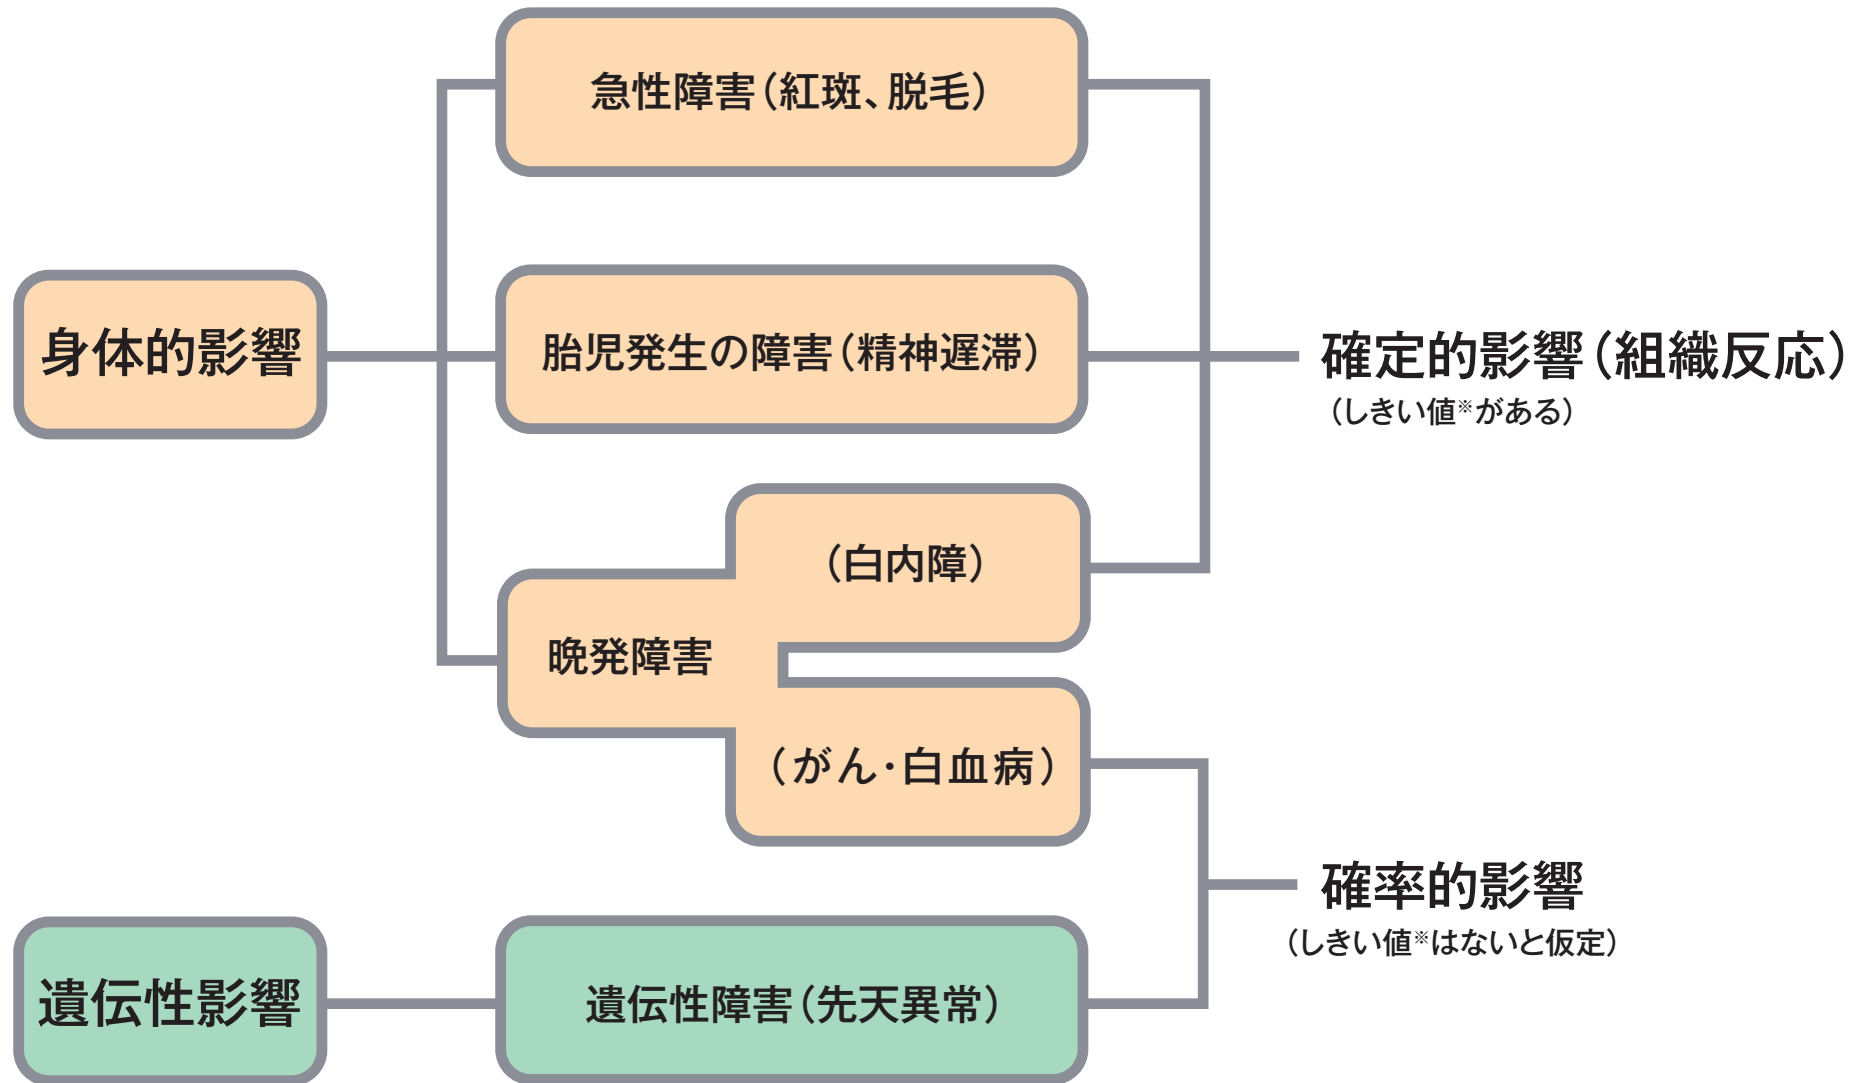 急性障害（紅斑、脱毛）
身体的影響
胎児発生の障害（精神遅滞）
確定的影響（組織反応）
（しきい値※がある）
（白内障）
晩発障害
（がん・白血病）
確率的影響
（しきい値※はないと仮定）
遺伝性影響
遺伝性障害（先天異常）